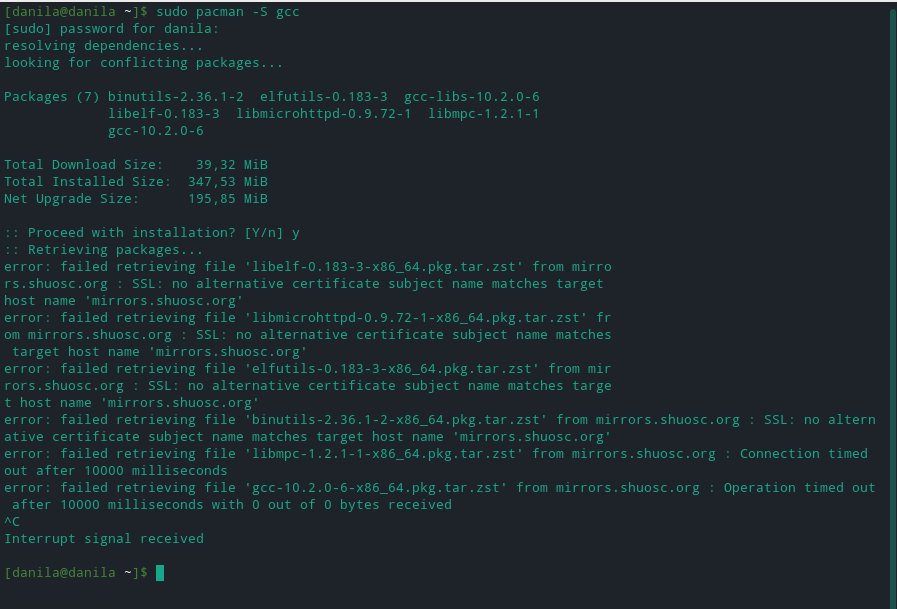 [danila@danila ~]$ sudo pacman -S gcc
[sudo] password for danila:
resolving dependencies...
looking for conflicting packages...
Packages (7) binutils-2.36.1-2  elfutils-0.183-3  gcc-libs-10.2.0-6
libelf-0.183-3  libmicrohttpd-0.9.72-1  libmpc-1.2.1-1
gcc-10.2.0-6
Total Download Size:    39,32 MiB
Total Installed Size:  347,53 MiB
Net Upgrade Size:      195,85 MiB
:: Proceed with installation? [Y/n] y
:: Retrieving packages...
error: failed retrieving file 'libelf-0.183-3-x86_64.pkg.tar.zst' from mirro
rs.shuosc.org : SSL: no alternative certificate subject name matches target
host name 'mirrors.shuosc.org'
error: failed retrieving file 'libmicrohttpd-0.9.72-1-x86_64.pkg.tar.zst' fr
om mirrors.shuosc.org : SSL: no alternative certificate subject name matches
target host name 'mirrors.shuosc.org'
error: failed retrieving file 'elfutils-0.183-3-x86_64.pkg.tar.zst' from mir
rors.shuosc.org : SSL: no alternative certificate subject name matches targe
t host name 'mirrors.shuosc.org'
error: failed retrieving file 'binutils-2.36.1-2-x86_64.pkg.tar.zst' from mirrors.shuosc.org : SSL: no altern
ative certificate subject name matches target host name 'mirrors.shuosc.org'
error: failed retrieving file 'libmpc-1.2.1-1-x86_64.pkg.tar.zst' from mirrors.shuosc.org : Connection timed
out after 10000 milliseconds
error: failed retrieving file 'gcc-10.2.0-6-x86_64.pkg.tar.zst' from mirrors.shuosc.org : Operation timed out
after 10000 milliseconds with 0 out of 0 bytes received
^C
Interrupt signal received
[danila@danila ~]$